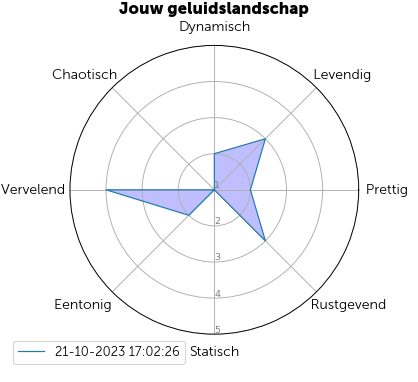 Jouw geluidslandschap
Dynamisch
Chaotisch
Levendig
Vervelend
1
Prettig
2
3
4
Eentonig
Rustgevend
5
21-10-2023 17:02:26
Statisch